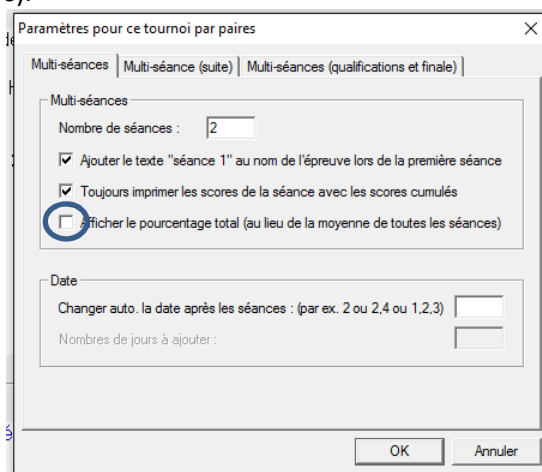 Paramètres pour ce tournoi par paires
Multi-séances
Multi-séance (suite)
Multi-séances (qualifications et finale)
Multi-séances
Nombre de séances : 2
Ajouter le texte "séance 1" au nom de l'épreuve lors de la première séance
Toujours imprimer les scores de la séance avec les scores cumulés
Afficher le pourcentage total (au lieu de la moyenne de toutes les séances)
Date
Changer auto. la date après les séances : (par ex. 2 ou 2,4 ou 1,2,3)
Nombres de jours à ajouter :
OK
Annuler